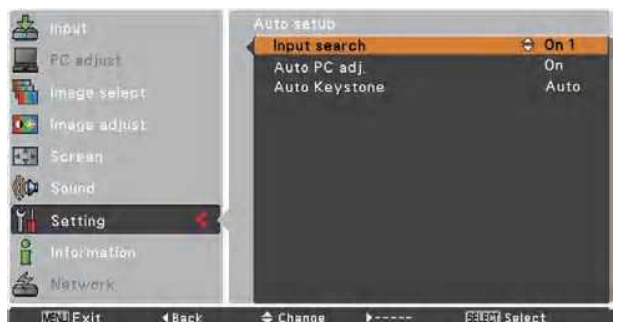 Input
PC adjust
Image select
Image adjust
Screen
Sound
Setting
Information
Network
Auto setup
Input search On 1
Auto PC adj. On
Auto Keystone Auto
MENU Exit ◀Back Change ▶----- SELECT Select